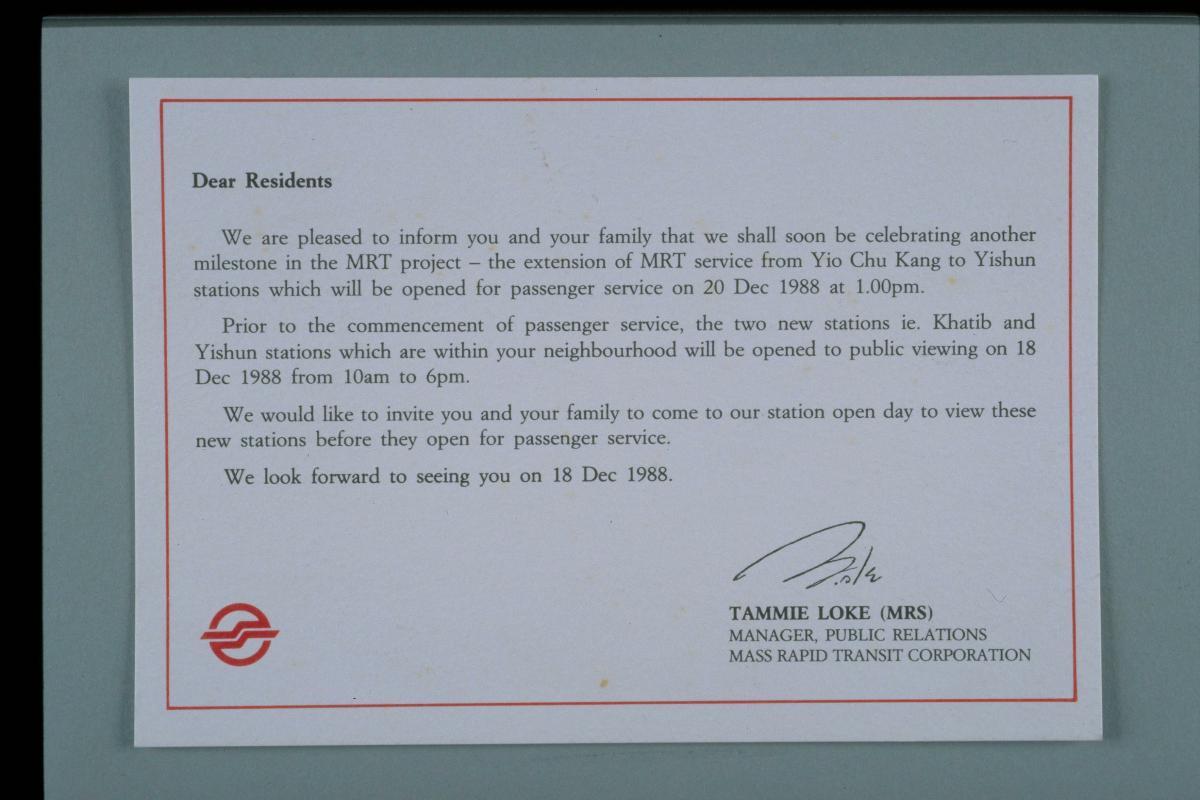 Dear Residents
We are pleased to inform you and your family that we shall soon be celebrating another
milestone in the MRT project – the extension of MRT service from Yio Chu Kang to Yishun
stations which will be opened for passenger service on 20 Dec 1988 at 1.00pm.
Prior to the commencement of passenger service, the two new stations ie. Khatib and
Yishun stations which are within your neighbourhood will be opened to public viewing on 18
Dec 1988 from 10am to 6pm.
We would like to invite you and your family to come to our station open day to view these
new stations before they open for passenger service.
We look forward to seeing you on 18 Dec 1988.
TAMMIE LOKE (MRS)
MANAGER, PUBLIC RELATIONS
MASS RAPID TRANSIT CORPORATION